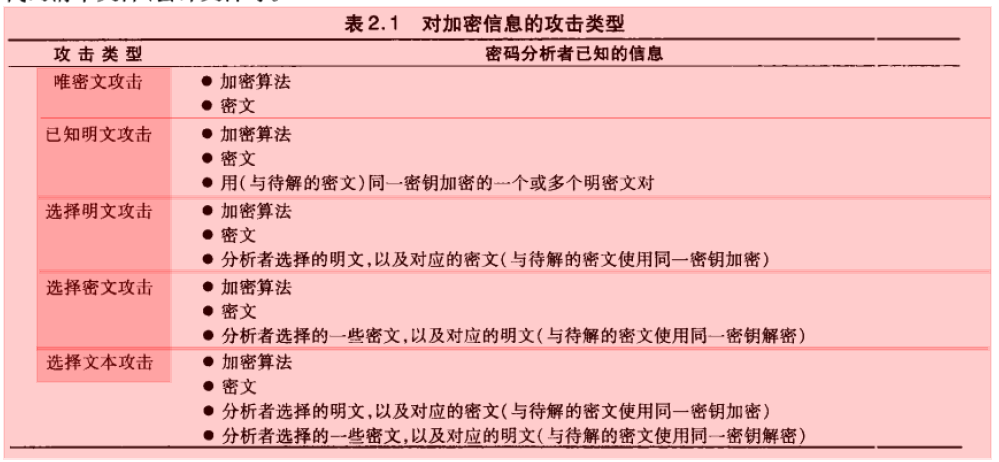 表2.1 对加密信息的攻击类型
攻击类型 密码分析者已知的信息
唯密文攻击 ● 加密算法
● 密文
已知明文攻击 ● 加密算法
● 密文
● 用(与待解的密文)同一密钥加密的一个或多个明密文对
选择明文攻击 ● 加密算法
● 密文
● 分析者选择的明文,以及对应的密文(与待解的密文使用同一密钥加密)
选择密文攻击 ● 加密算法
● 密文
● 分析者选择的一些密文,以及对应的明文(与待解的密文使用同一密钥解密)
选择文本攻击 ● 加密算法
● 密文
● 分析者选择的明文,以及对应的密文(与待解的密文使用同一密钥加密)
● 分析者选择的一些密文,以及对应的明文(与待解的密文使用同一密钥解密)